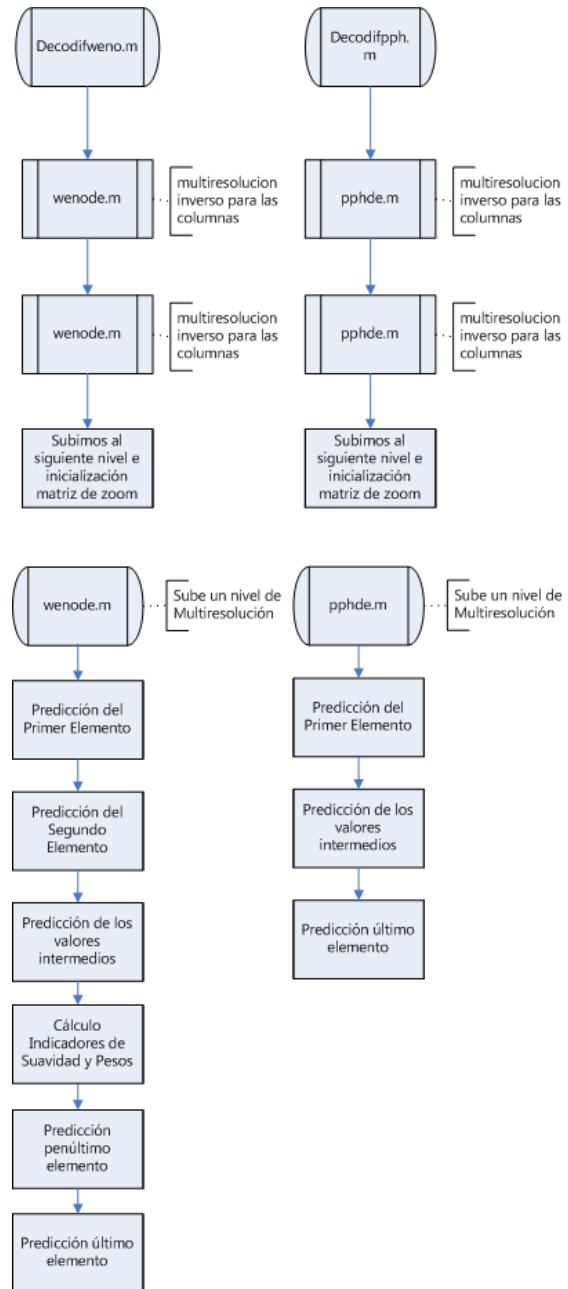 Decodifweno.m
wenode.m
multiresolucion
inverso para las
columnas
wenode.m
multiresolucion
inverso para las
columnas
Subimos al
siguiente nivel e
inicialización
matriz de zoom
Decodifpph.
m
pphde.m
multiresolucion
inverso para las
columnas
pphde.m
multiresolucion
inverso para las
columnas
Subimos al
siguiente nivel e
inicialización
matriz de zoom
wenode.m
Sube un nivel de
Multiresolución
Predicción del
Primer Elemento
Predicción del
Segundo
Elemento
Predicción de los
valores
intermedios
Cálculo
Indicadores de
Suavidad y Pesos
Predicción
penúltimo
elemento
Predicción último
elemento
pphde.m
Sube un nivel de
Multiresolución
Predicción del
Primer Elemento
Predicción de los
valores
intermedios
Predicción último
elemento